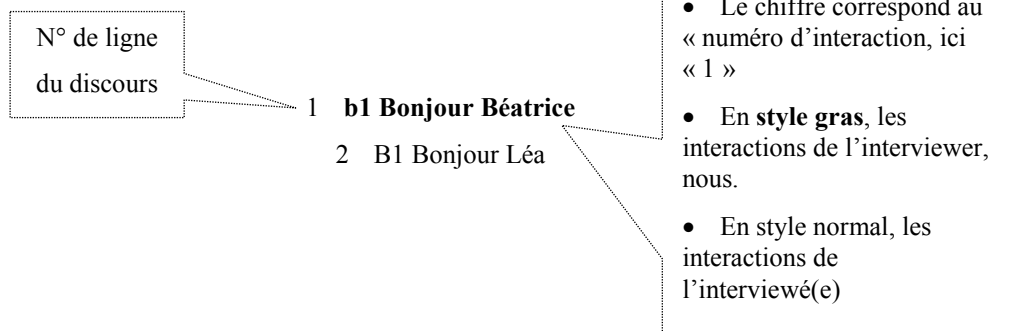 N° de ligne
du discours
1 b1 Bonjour Béatrice
2 B1 Bonjour Léa
• Le chiffre correspond au
« numéro d’interaction, ici
« 1 »
• En style gras, les
interactions de l’interviewer,
nous.
• En style normal, les
interactions de
l’interviewé(e)